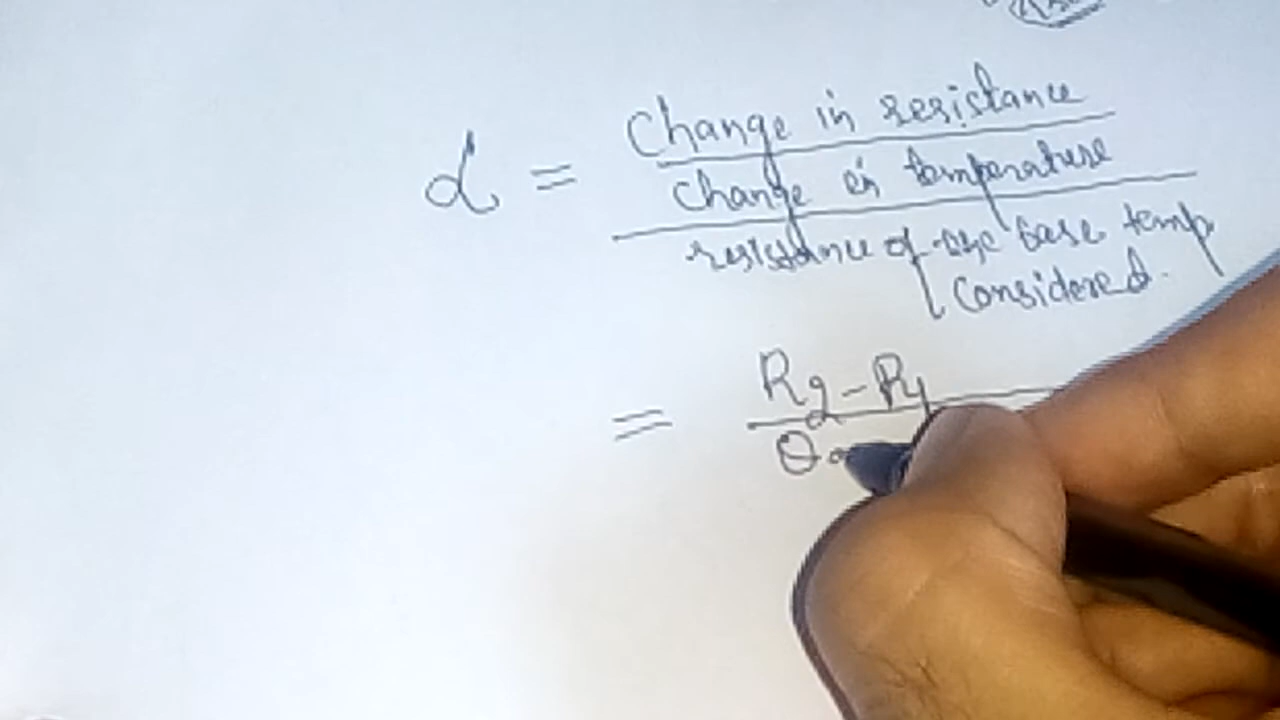 α = Change in resistance
change in temperature
resistance of the base temp.
considered.
= R2 - R1
θ